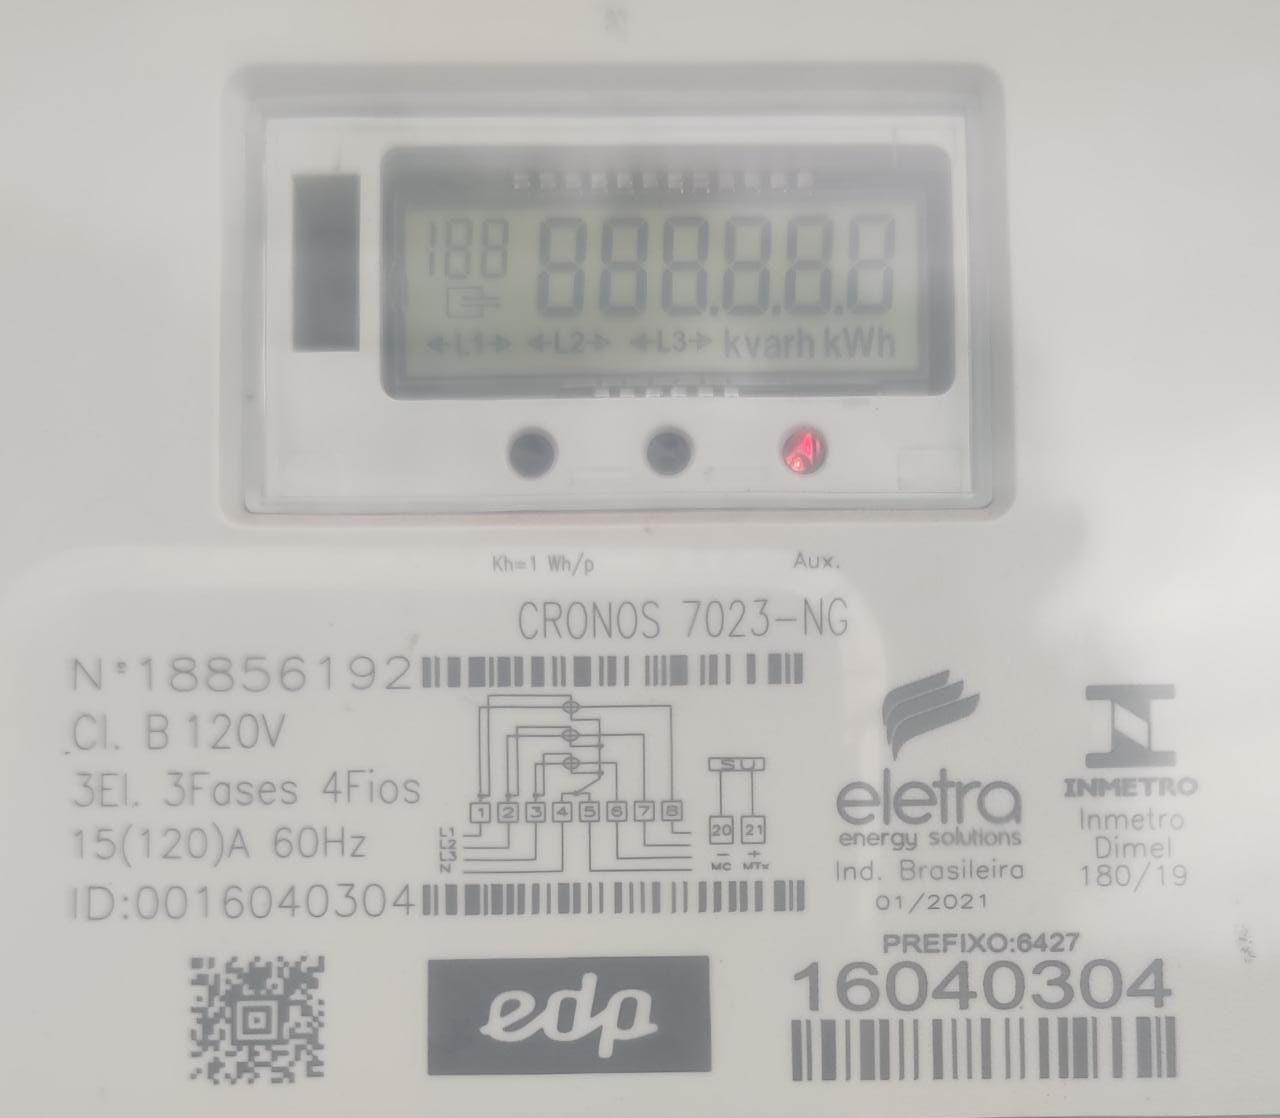 188 888.8.8.8
←L1→ ←L2→ ←L3→ kvarh kWh
Kh=1 Wh/p Aux.
CRONOS 7023-NG
N°18856192
Cl. B 120V
3El. 3Fases 4Fios
15(120)A 60Hz
ID:0016040304
SU
1 2 3 4 5 6 7 8 20 21
L1
L2
L3
N
- +
MC MTx
eletra
energy solutions
Ind. Brasileira
01/2021
INMETRO
Inmetro
Dimel
180/19
edp
PREFIXO:6427
16040304